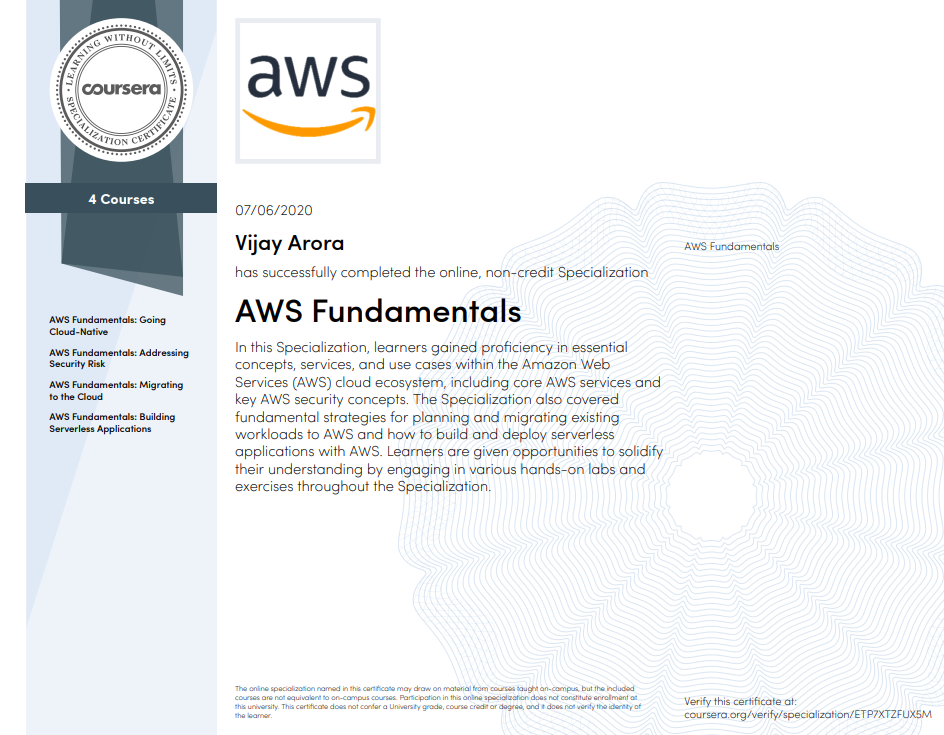 LEARNING WITHOUT LIMITS
coursera
SPECIALIZATION CERTIFICATE
4 Courses
AWS Fundamentals: Going
Cloud-Native
AWS Fundamentals: Addressing
Security Risk
AWS Fundamentals: Migrating
to the Cloud
AWS Fundamentals: Building
Serverless Applications
aws
07/06/2020
Vijay Arora
has successfully completed the online, non-credit Specialization
AWS Fundamentals
In this Specialization, learners gained proficiency in essential
concepts, services, and use cases within the Amazon Web
Services (AWS) cloud ecosystem, including core AWS services and
key AWS security concepts. The Specialization also covered
fundamental strategies for planning and migrating existing
workloads to AWS and how to build and deploy serverless
applications with AWS. Learners are given opportunities to solidify
their understanding by engaging in various hands-on labs and
exercises throughout the Specialization.
AWS Fundamentals
The online specialization named in this certificate may draw on material from courses taught on-campus, but the included
courses are not equivalent to on-campus courses. Participation in this online specialization does not constitute enrollment at
this university. This certificate does not confer a University grade, course credit or degree, and it does not verify the identity of
the learner.
Verify this certificate at:
coursera.org/verify/specialization/ETP7XTZFUX5M